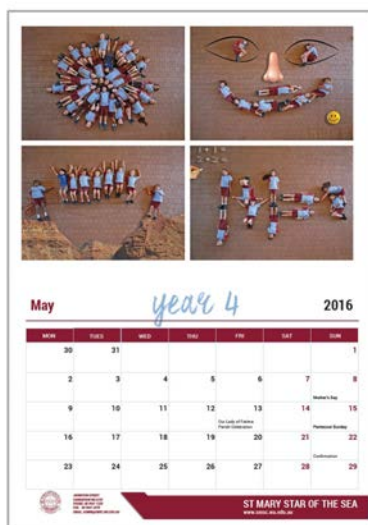 May year 4 2016
MON TUES WED THU FRI SAT SUN
30 31 1
2 3 4 5 6 7 8
Mother's Day
9 10 11 12 13 14 15
Our Lady of Fatima
Parish Celebration
Pentecost Sunday
16 17 18 19 20 21 22
Confirmation
23 24 25 26 27 28 29
ST MARY STAR OF THE SEA